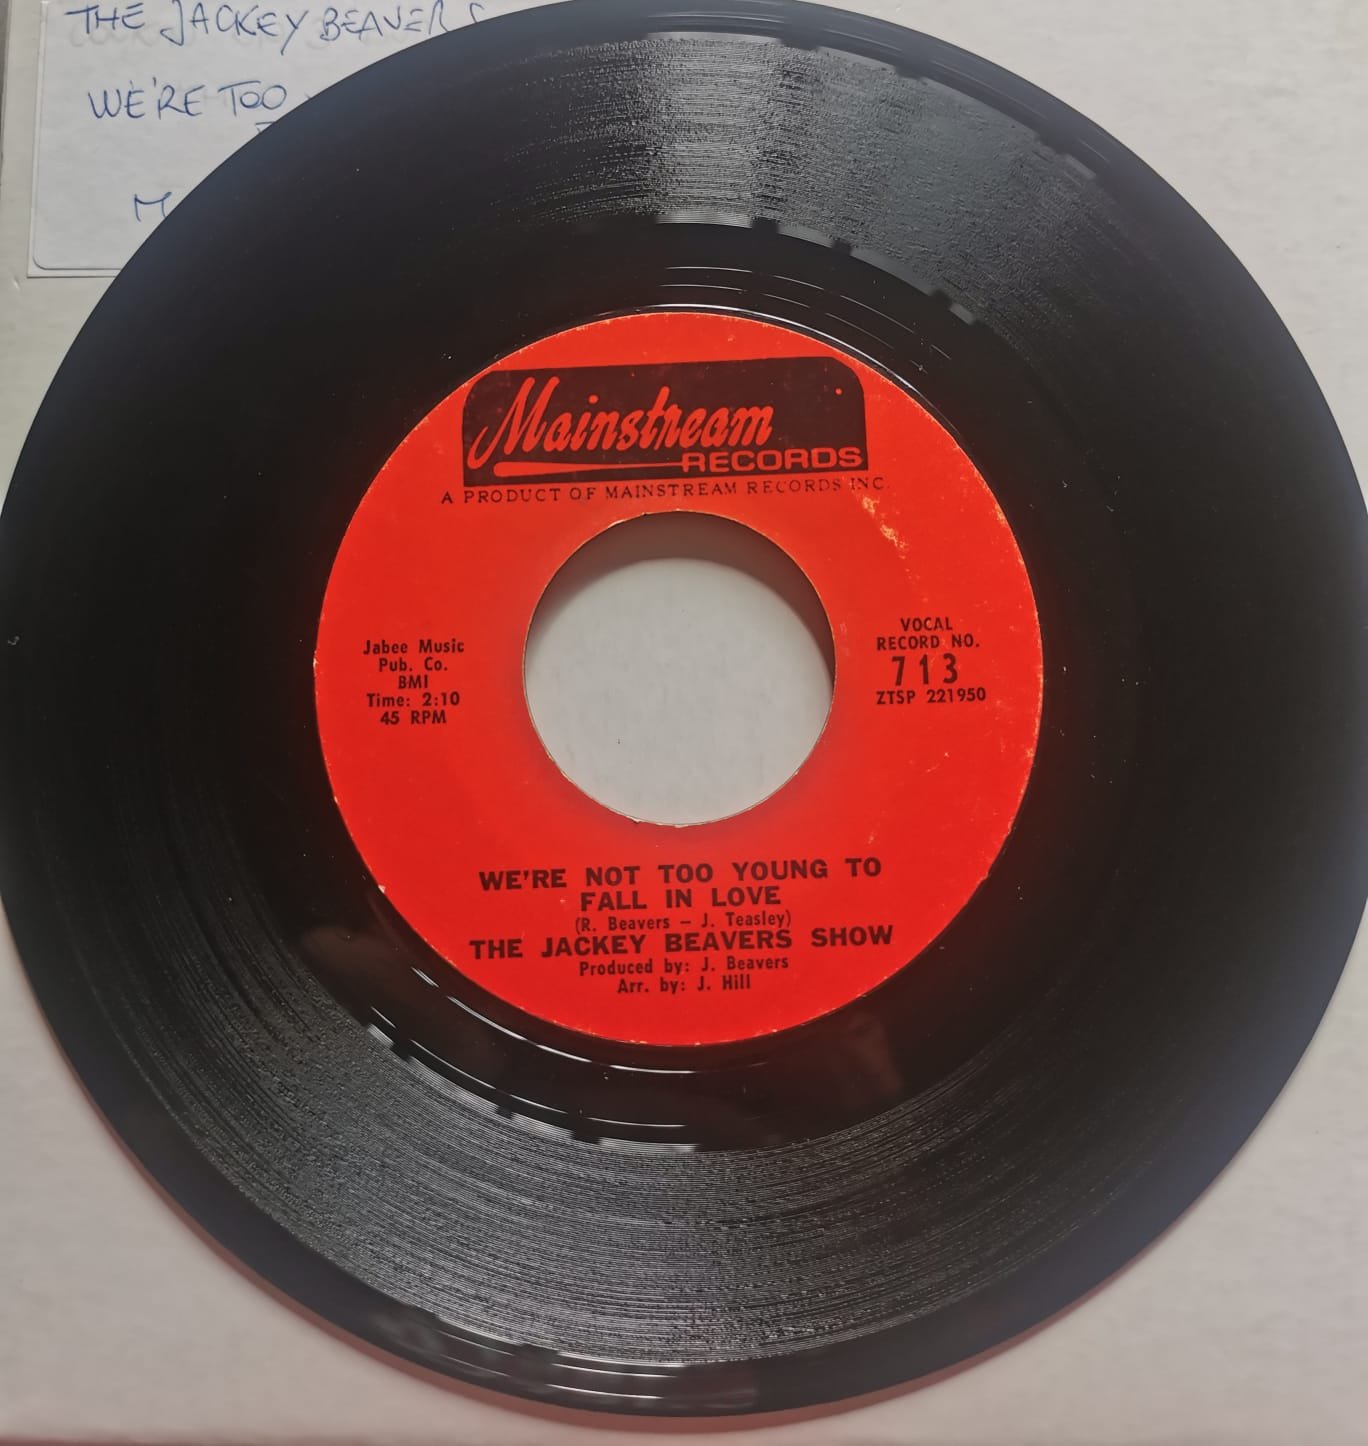 THE JACKEY BEAVERS
WE'RE TOO
M
Mainstream
RECORDS
A PRODUCT OF MAINSTREAM RECORDS INC.
Jabee Music
Pub. Co.
BMI
Time: 2:10
45 RPM
VOCAL
RECORD NO.
713
ZTSP 221950
WE'RE NOT TOO YOUNG TO
FALL IN LOVE
(R. Beavers – J. Teasley)
THE JACKEY BEAVERS SHOW
Produced by: J. Beavers
Arr. by: J. Hill